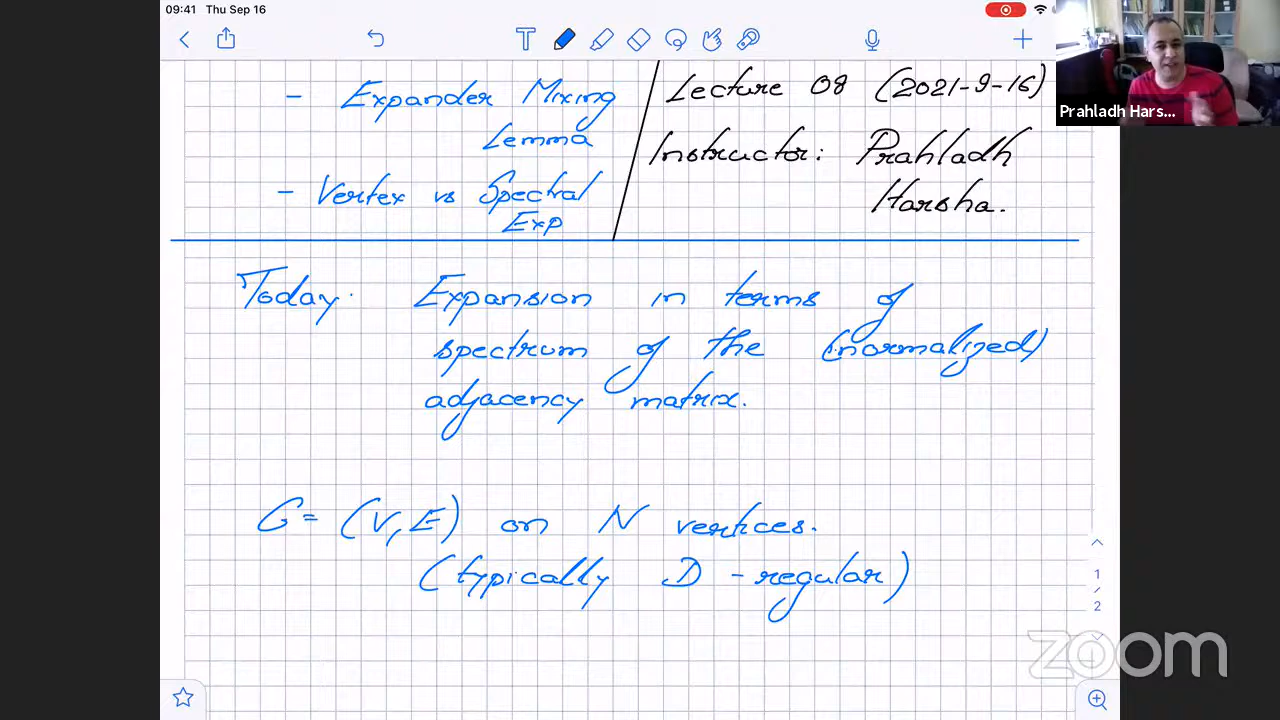 09:41 Thu Sep 16
Prahladh Hars...
- Expander Mixing
Lemma
- Vertex vs Spectral
Exp
Lecture 08 (2021-9-16)
Instructor: Prahladh
Harsha.
Today: Expansion in terms of
spectrum of the (normalized)
adjacency matrix.
G= (V,E) on N vertices.
(typically D-regular)
1
/
2
zoom